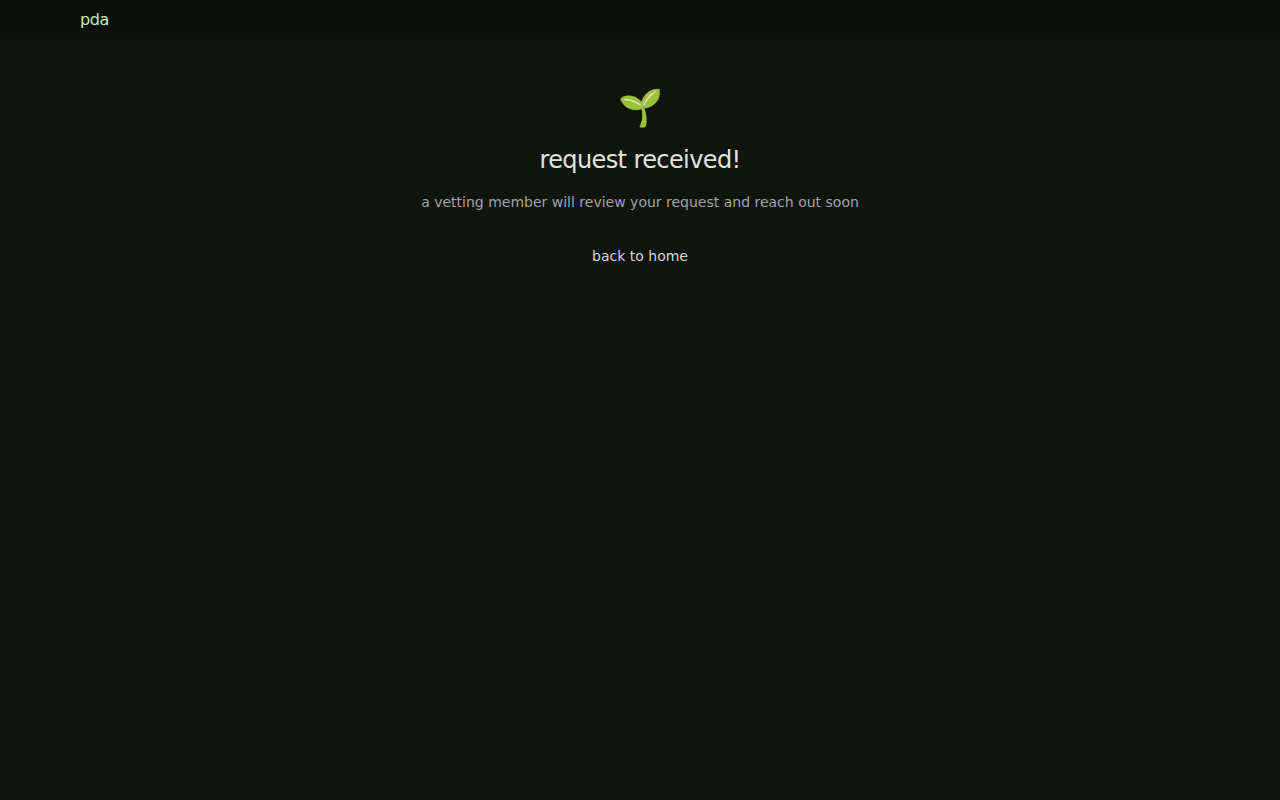 pda
request received!
a vetting member will review your request and reach out soon
back to home